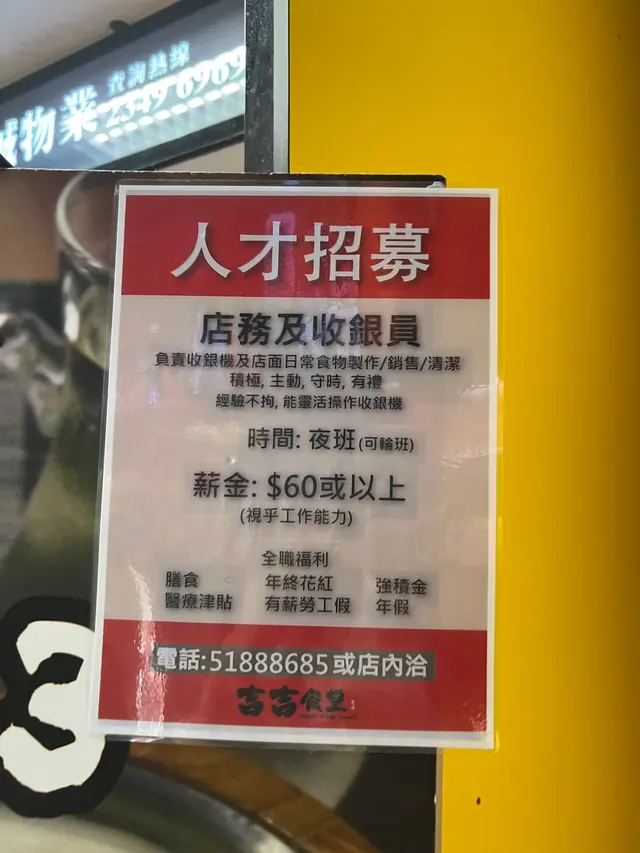 查詢熱線
物業 2349 6969
人才招募
店務及收銀員
負責收銀機及店面日常食物製作/銷售/清潔
積極, 主動, 守時, 有禮
經驗不拘, 能靈活操作收銀機
時間: 夜班(可輪班)
薪金: $60或以上
(視乎工作能力)
全職福利
膳食 年終花紅 強積金
醫療津貼 有薪勞工假 年假
電話:51888685或店內洽
吉吉食堂